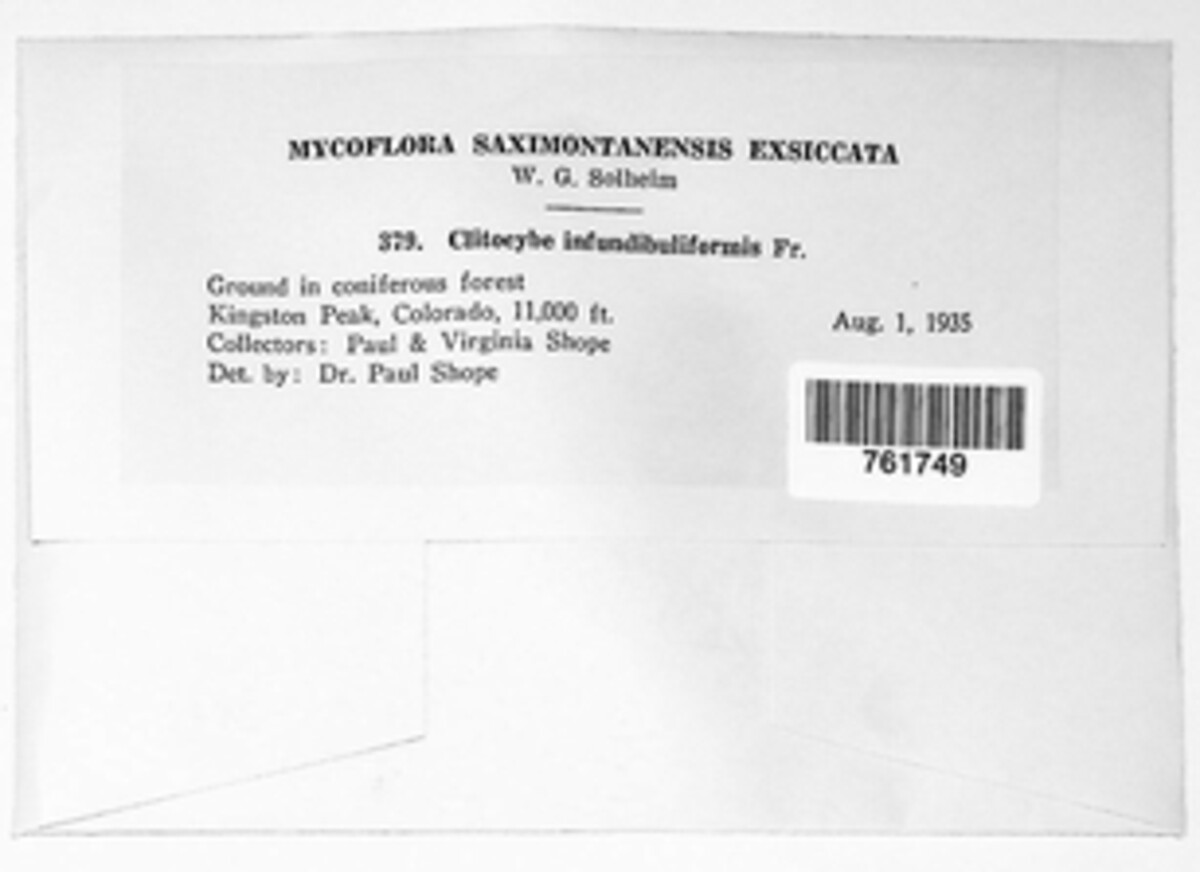 MYCOFLORA SAXIMONTANENSIS EXSICCATA
W. G. Solheim
379. Clitocybe infundibuliformis Fr.
Ground in coniferous forest
Kingston Peak, Colorado, 11,000 ft.
Aug. 1, 1935
Collectors: Paul & Virginia Shope
Det. by: Dr. Paul Shope
761749